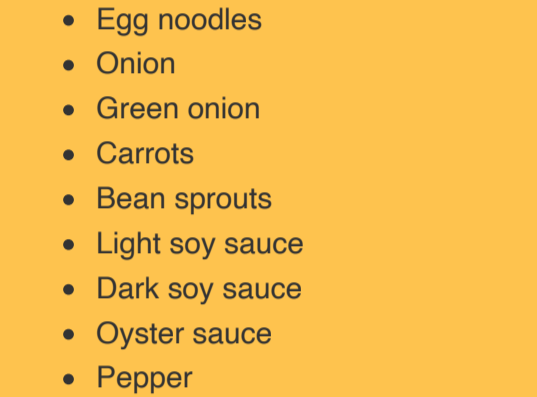 • Egg noodles
• Onion
• Green onion
• Carrots
• Bean sprouts
• Light soy sauce
• Dark soy sauce
• Oyster sauce
• Pepper